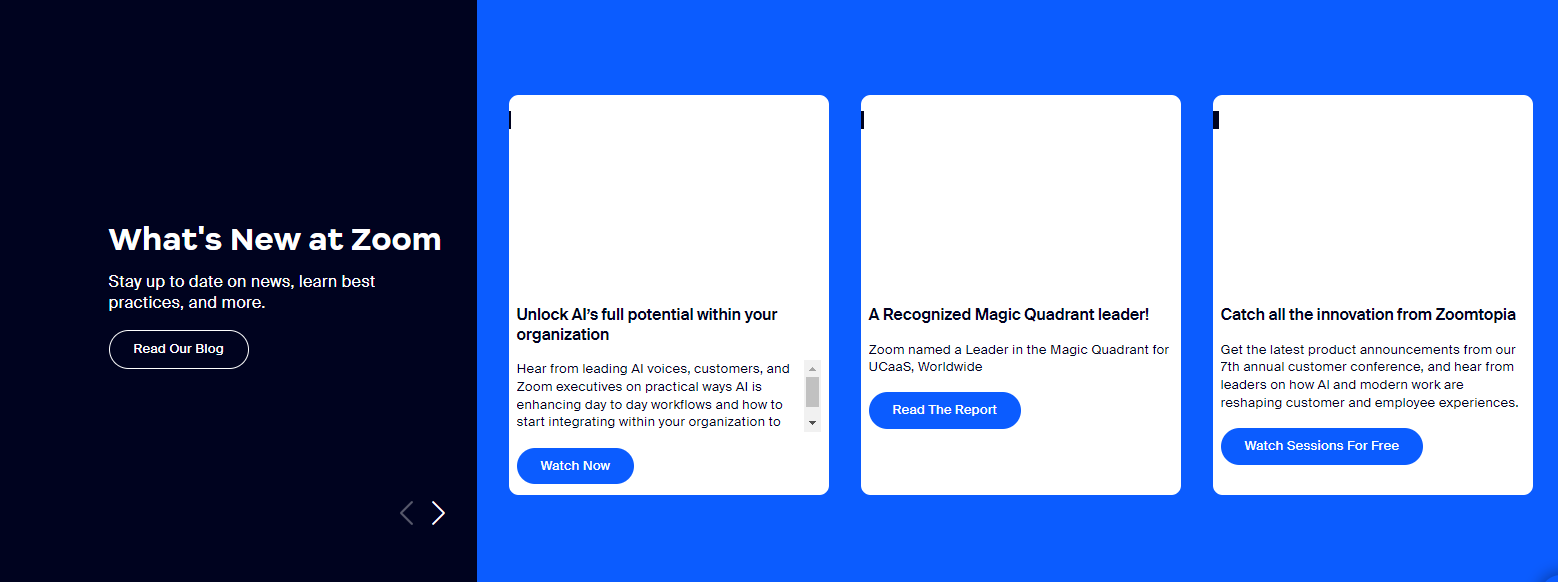 What's New at Zoom
Stay up to date on news, learn best
practices, and more.
Read Our Blog
Unlock AI’s full potential within your
organization
Hear from leading AI voices, customers, and
Zoom executives on practical ways AI is
enhancing day to day workflows and how to
start integrating within your organization to
Watch Now
A Recognized Magic Quadrant leader!
Zoom named a Leader in the Magic Quadrant for
UCaaS, Worldwide
Read The Report
Catch all the innovation from Zoomtopia
Get the latest product announcements from our
7th annual customer conference, and hear from
leaders on how AI and modern work are
reshaping customer and employee experiences.
Watch Sessions For Free